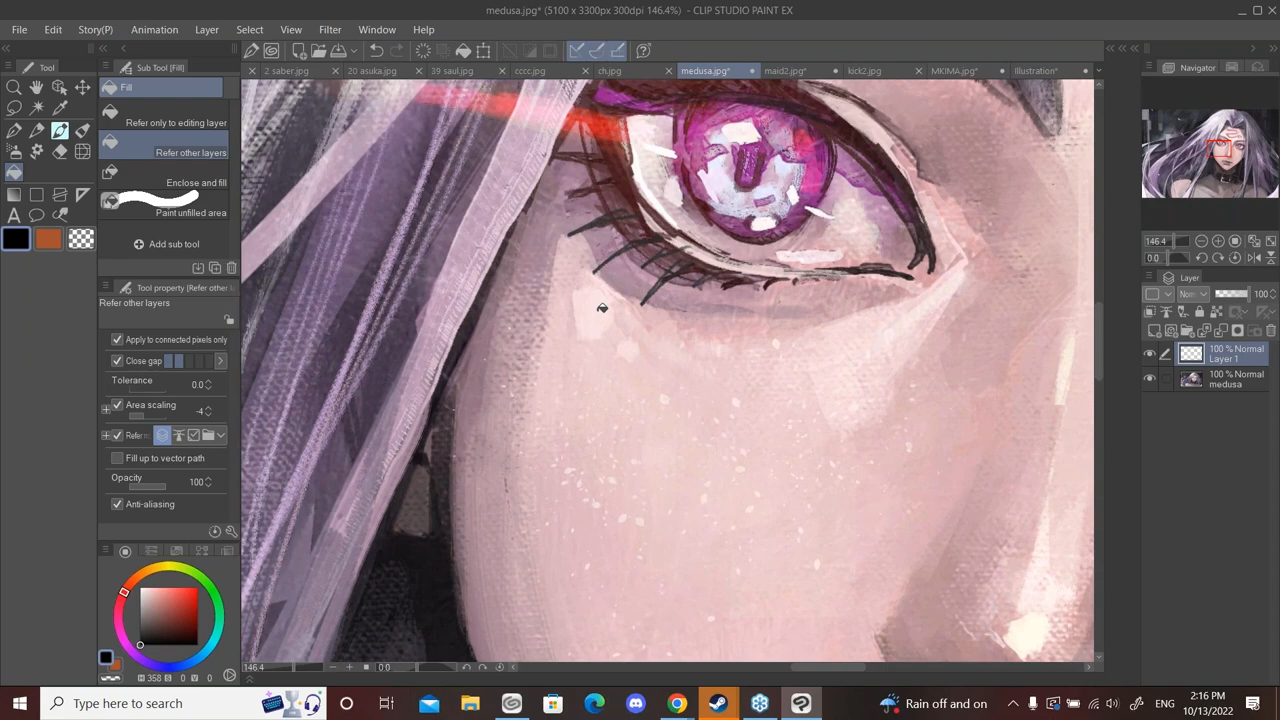 medusa.jpg* (5100 x 3300px 300dpi 146.4%) - CLIP STUDIO PAINT EX
File Edit Story(P) Animation Layer Select View Filter Window Help
Tool
Sub Tool [Fill]
2 saber.jpg
20 asuka.jpg
39 saul.jpg
cccc.jpg
ch.jpg
medusa.jpg*
maid2.jpg*
kick2.jpg
MKIMA.jpg*
Illustration*
Navigator
Fill
Refer only to editing layer
Refer other layers
Enclose and fill
Paint unfilled area
Add sub tool
Tool property [Refer other l
Refer other layers
Apply to connected pixels only
Close gap
Tolerance 0.0
Area scaling -4
Fill up to vector path
Opacity 100
Anti-aliasing
H 358 S 0 V 0
146.4 0.0
146.4
0.0
Layer
100
100 % Normal
Layer 1
100 % Normal
medusa
Type here to search
Rain off and on
ENG
2:16 PM
10/13/2022